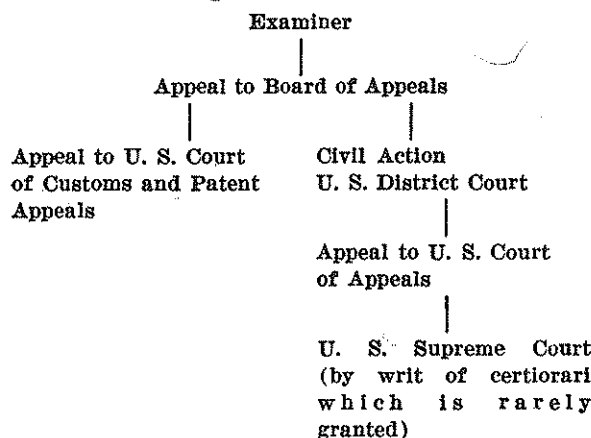 Examiner
Appeal to Board of Appeals
Appeal to U. S. Court
of Customs and Patent
Appeals
Civil Action
U. S. District Court
Appeal to U. S. Court
of Appeals
U. S. Supreme Court
(by writ of certiorari
which is rarely
granted)